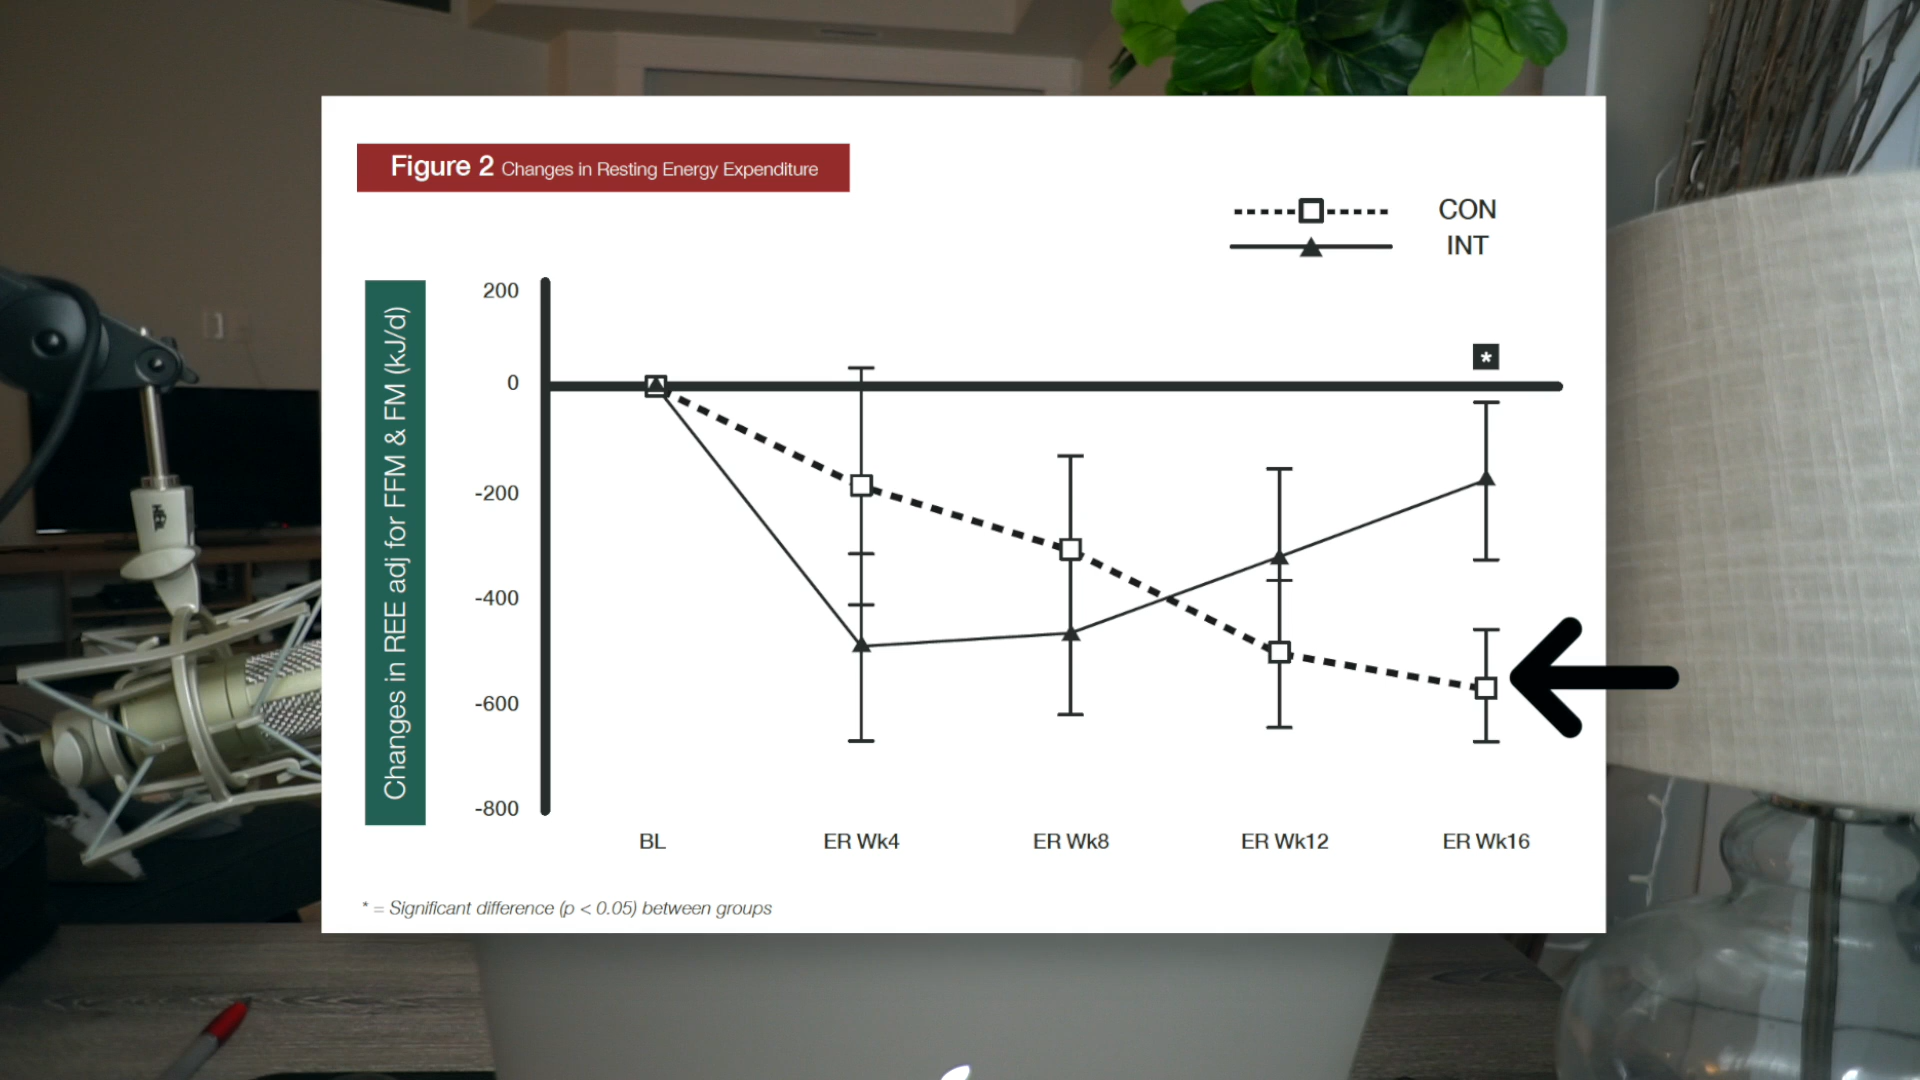 Figure 2 Changes in Resting Energy Expenditure
CON
INT
Changes in REE adj for FFM & FM (kJ/d)
200
0
-200
-400
-600
-800
*
BL
ER Wk4
ER Wk8
ER Wk12
ER Wk16
* = Significant difference (p < 0.05) between groups